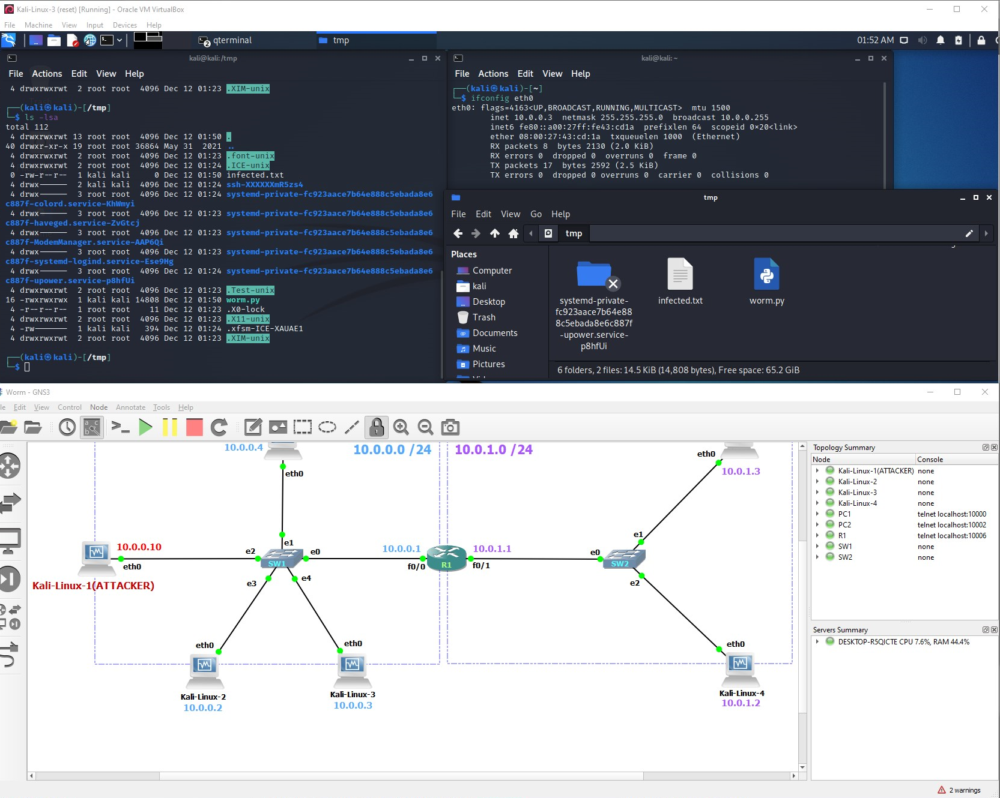 Kali-Linux-3 (reset) [Running] - Oracle VM VirtualBox
File Machine View Input Devices Help
qterminal
2
tmp
01:52 AM
kali@kali: /tmp
File Actions Edit View Help
4 drwxrwxrwt 2 root root 4096 Dec 12 01:23 .XIM-unix
┌──(kali㉿kali)-[/tmp]
└─$ ls -lsa
total 112
4 drwxrwxrwt 13 root root 4096 Dec 12 01:50 .
40 drwxr-xr-x 19 root root 36864 May 31 2021 ..
4 drwxrwxrwt 2 root root 4096 Dec 12 01:23 .font-unix
4 drwxrwxrwt 2 root root 4096 Dec 12 01:24 .ICE-unix
0 -rw-r--r-- 1 kali kali 0 Dec 12 01:50 infected.txt
4 drwx------ 2 kali kali 4096 Dec 12 01:24 ssh-XXXXXXmR5zs4
4 drwx------ 3 root root 4096 Dec 12 01:24 systemd-private-fc923aace7b64e888c5ebada8e6
c887f-colord.service-KhWmyi
4 drwx------ 3 root root 4096 Dec 12 01:23 systemd-private-fc923aace7b64e888c5ebada8e6
c887f-haveged.service-ZvGtcj
4 drwx------ 3 root root 4096 Dec 12 01:23 systemd-private-fc923aace7b64e888c5ebada8e6
c887f-ModemManager.service-AAP6Qi
4 drwx------ 3 root root 4096 Dec 12 01:23 systemd-private-fc923aace7b64e888c5ebada8e6
c887f-systemd-logind.service-Ese9Hg
4 drwx------ 3 root root 4096 Dec 12 01:23 systemd-private-fc923aace7b64e888c5ebada8e6
c887f-upower.service-p8hfUi
4 drwxrwxrwt 2 root root 4096 Dec 12 01:23 .Test-unix
16 -rwxrwxrwx 1 kali kali 14808 Dec 12 01:50 worm.py
4 -r--r--r-- 1 root root 11 Dec 12 01:23 .X0-lock
4 drwxrwxrwt 2 root root 4096 Dec 12 01:23 .X11-unix
4 -rw------- 1 kali kali 394 Dec 12 01:24 .xfsm-ICE-XAUAE1
4 drwxrwxrwt 2 root root 4096 Dec 12 01:23 .XIM-unix
┌──(kali㉿kali)-[/tmp]
└─$
kali@kali: ~
File Actions Edit View Help
┌──(kali㉿kali)-[~]
└─$ ifconfig eth0
eth0: flags=4163<UP,BROADCAST,RUNNING,MULTICAST> mtu 1500
inet 10.0.0.3 netmask 255.255.255.0 broadcast 10.0.0.255
inet6 fe80::a00:27ff:fe43:cd1a prefixlen 64 scopeid 0×20<link>
ether 08:00:27:43:cd:1a txqueuelen 1000 (Ethernet)
RX packets 8 bytes 2130 (2.0 KiB)
RX errors 0 dropped 0 overruns 0 frame 0
TX packets 17 bytes 2592 (2.5 KiB)
TX errors 0 dropped 0 overruns 0 carrier 0 collisions 0
tmp
File Edit View Go Help
tmp
Places
Computer
kali
Desktop
Trash
Documents
Music
Pictures
systemd-private-
fc923aace7b64e88
8c5ebada8e6c887f
-upower.service-
p8hfUi
infected.txt
worm.py
6 folders, 2 files: 14.5 KiB (14,808 bytes), Free space: 65.2 GiB
Worm - GNS3
le Edit View Control Node Annotate Tools Help
10.0.0.4
10.0.0.0 /24
10.0.1.0 /24
eth0
10.0.1.3
eth0
e1
e1
10.0.0.10
eth0
Kali-Linux-1(ATTACKER)
e2
e0
SW1
e3
e4
10.0.0.1
f0/0
R1
10.0.1.1
f0/1
e0
SW2
e2
eth0
Kali-Linux-2
10.0.0.2
eth0
Kali-Linux-3
10.0.0.3
eth0
Kali-Linux-4
10.0.1.2
Topology Summary
Node Console
Kali-Linux-1(ATTACKER) none
Kali-Linux-2 none
Kali-Linux-3 none
Kali-Linux-4 none
PC1 telnet localhost:10000
PC2 telnet localhost:10002
R1 telnet localhost:10006
SW1 none
SW2 none
Servers Summary
DESKTOP-R5QICTE CPU 7.6%, RAM 44.4%
2 warnings